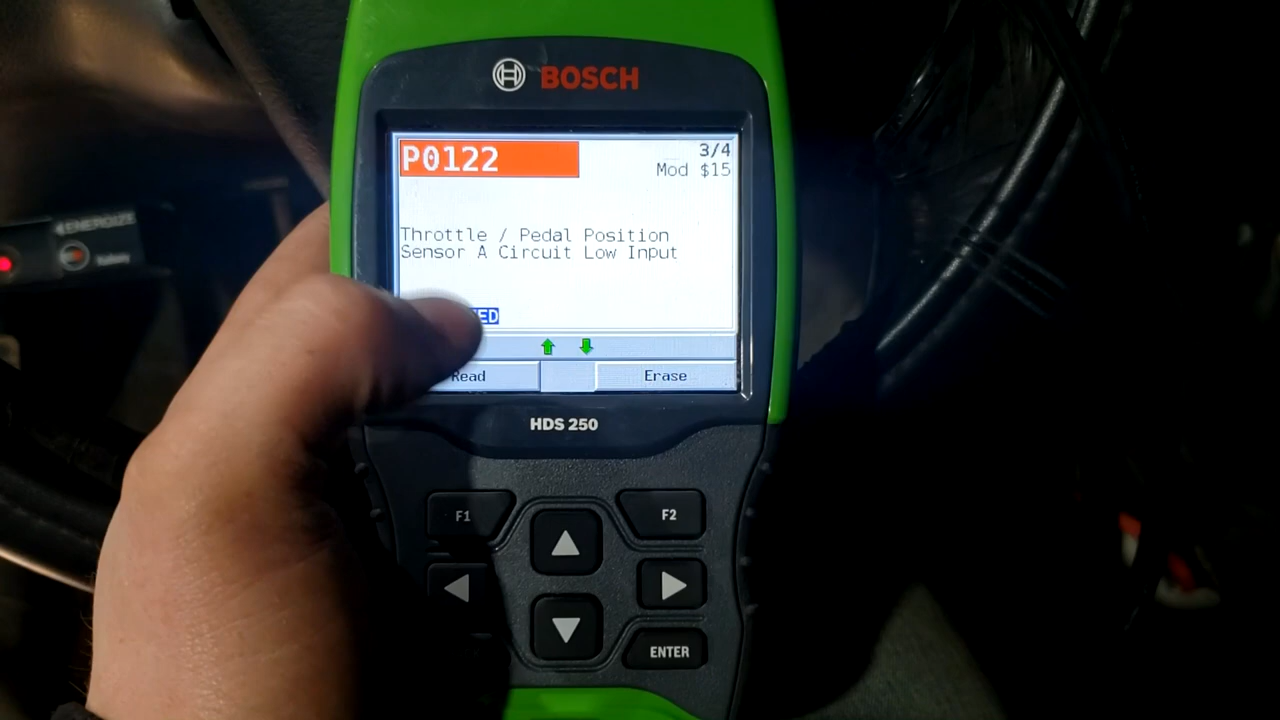 BOSCH
P0122
3/4
Mod $15
Throttle / Pedal Position
Sensor A Circuit Low Input
ENERGIZE
Read
Erase
HDS 250
F1
F2
ENTER